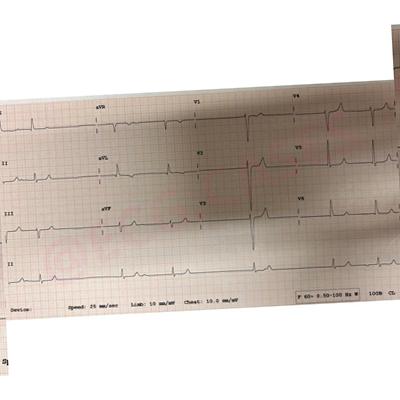 I aVR V1 V4
II aVL V2 V5
III aVF V3 V6
II
Device: Speed: 25 mm/sec Limb: 10 mm/mV Chest: 10.0 mm/mV F 60~ 0.50-100 Hz W 100B CL